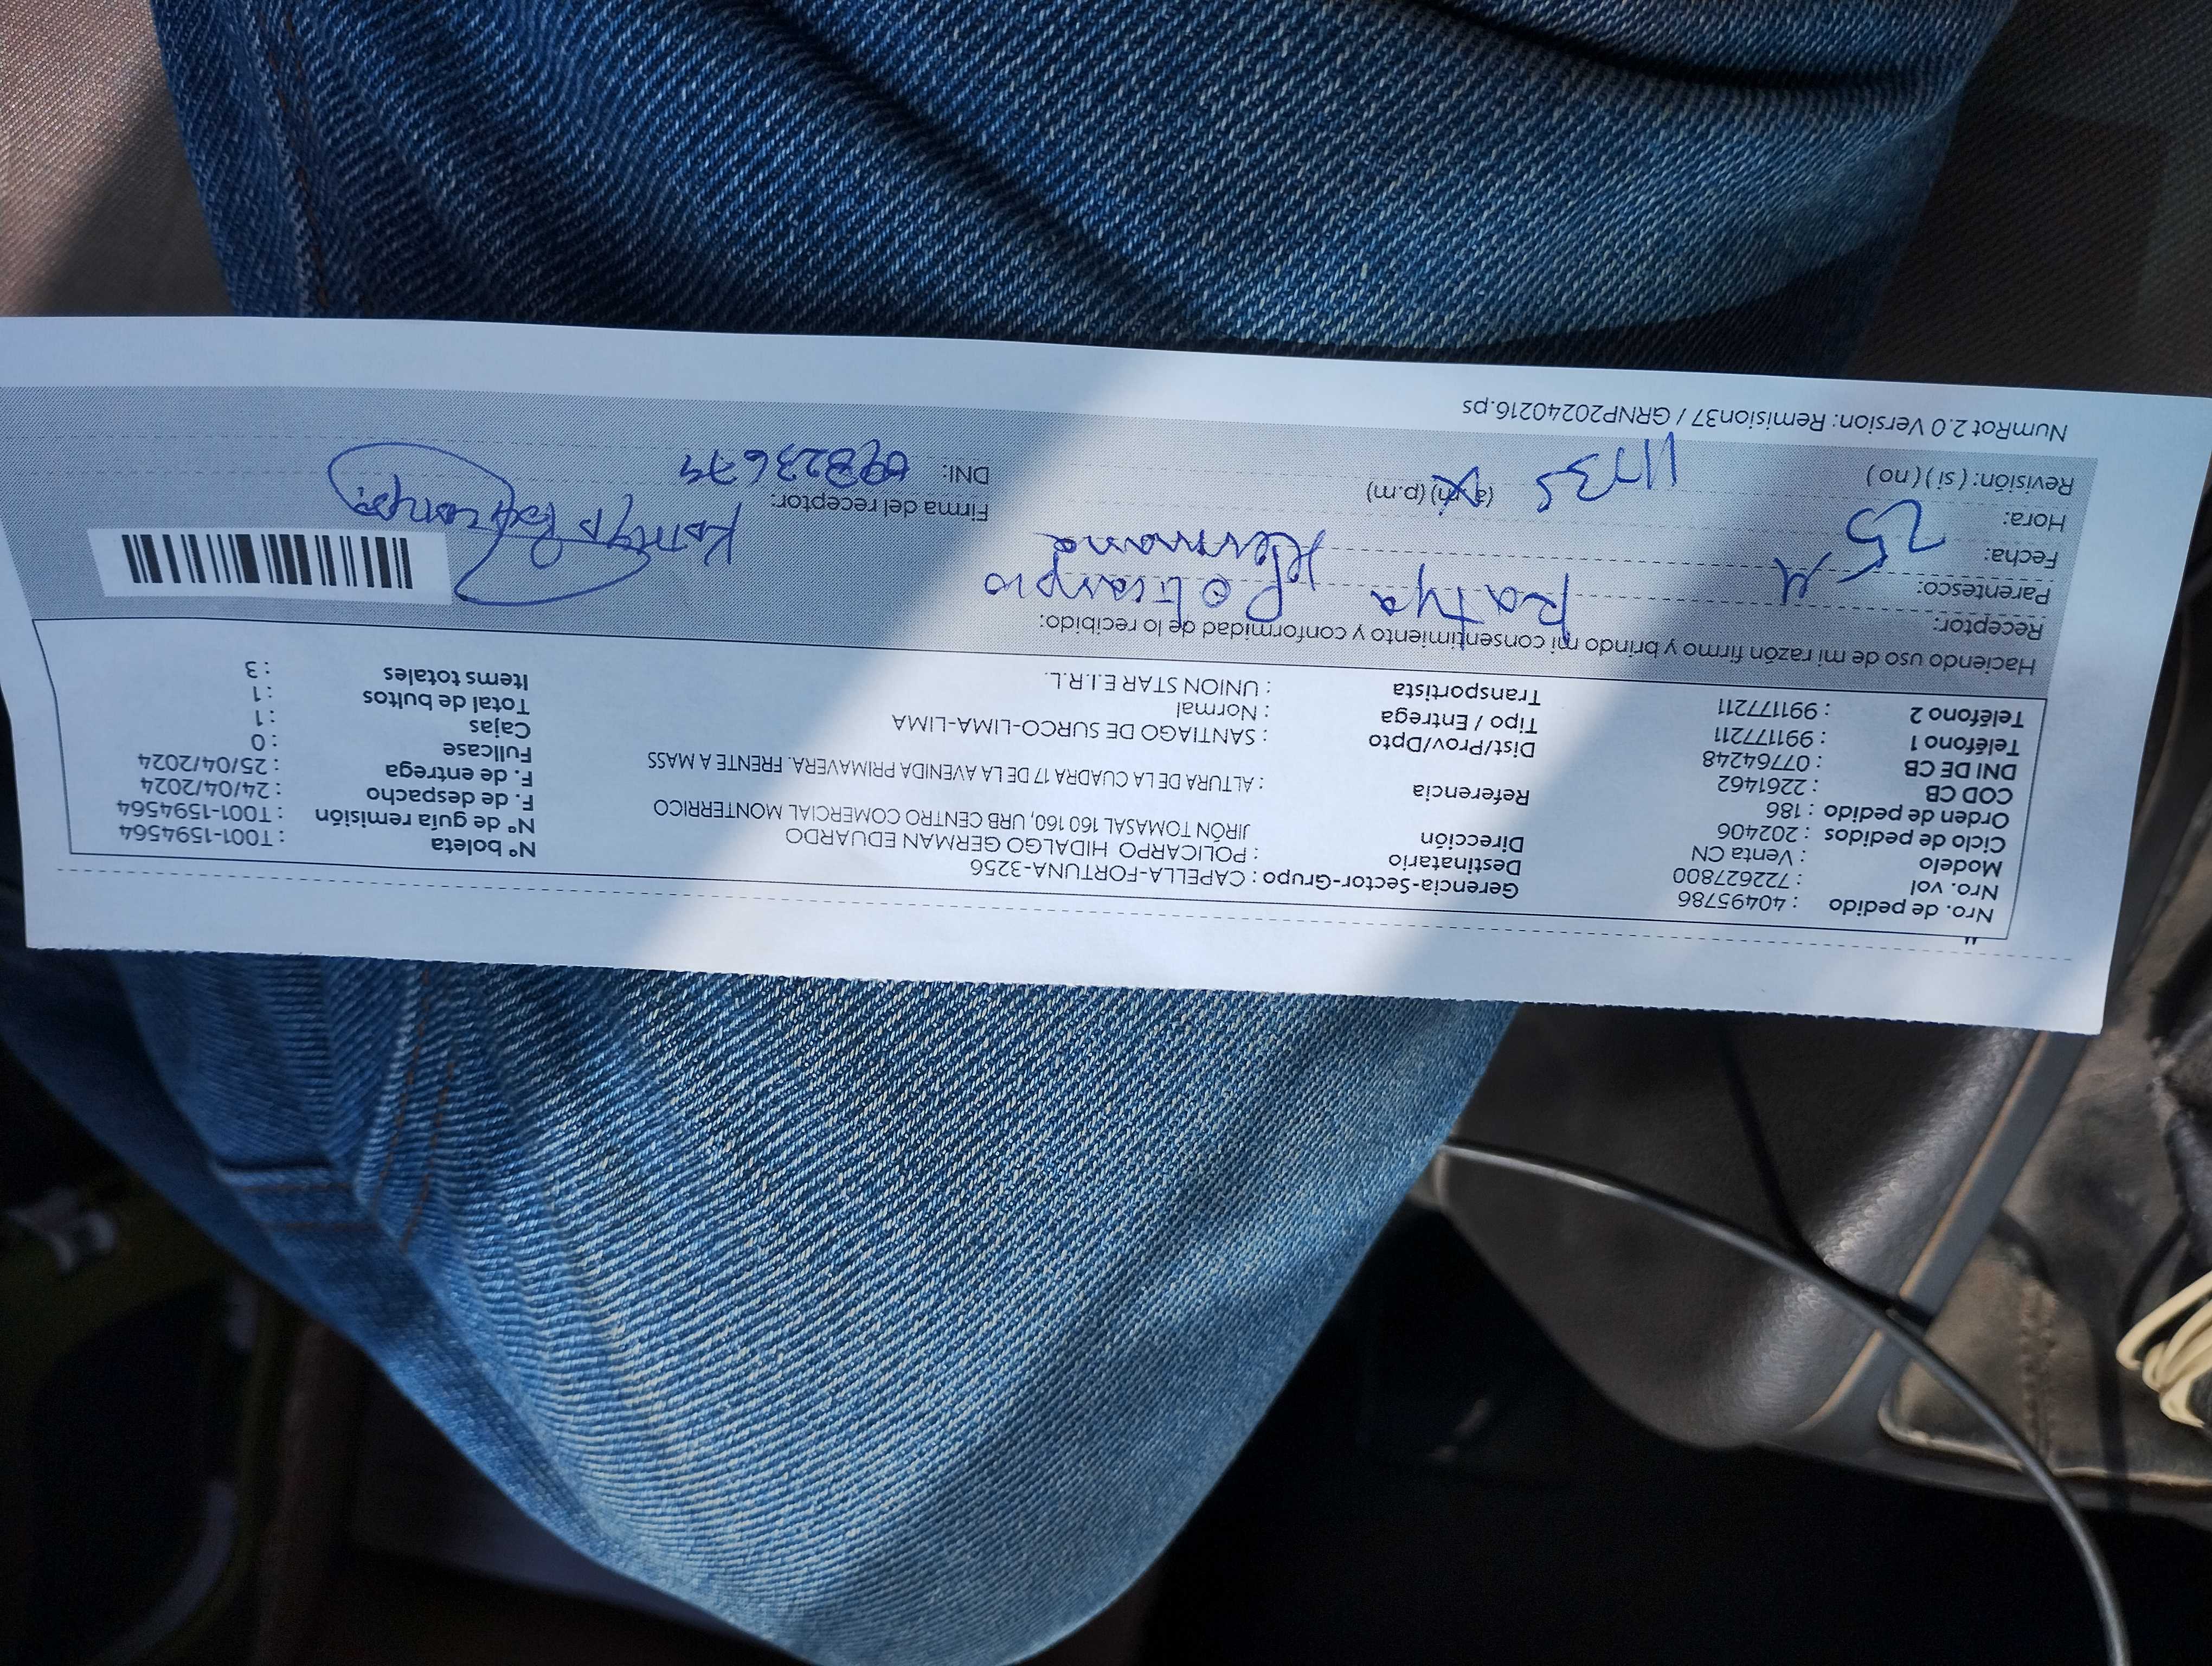 Nro. de pedido : 40495786 Gerencia-Sector-Grupo : CAPELLA-FORTUNA-3256 N° boleta : T001-1594564
Nro. vol : 722627800 Destinatario : POLICARPO HIDALGO GERMAN EDUARDO N° de guía remisión : T001-1594564
Modelo : Venta CN Dirección JIRÓN TOMASAL 160 160, URB CENTRO COMERCIAL MONTERRICO F. de despacho : 24/04/2024
Ciclo de pedidos : 202406 Referencia : ALTURA DE LA CUADRA 17 DE LA AVENIDA PRIMAVERA. FRENTE A MASS F. de entrega : 25/04/2024
Orden de pedido : 186 Dist/Prov/Dpto : SANTIAGO DE SURCO-LIMA-LIMA Fullcase : 0
COD CB : 2261462 Tipo / Entrega : Normal Cajas : 1
DNI DE CB : 07764248 Transportista : UNION STAR E.I.R.L. Total de bultos : 1
Teléfono 1 : 991177211 Items totales : 3
Teléfono 2 : 991177211
Haciendo uso de mi razón firmo y brindo mi consentimiento y conformidad de lo recibido:
Receptor: Katya Policarpio
Parentesco: Hermana
Fecha: 25 4
Hora: 11:35 (a.m) (p.m) Firma del receptor: Katya Policarpo
Revisión: ( si ) ( no ) DNI:
NumRot 2.0 Version: Remision37 / GRNP20240216.ps